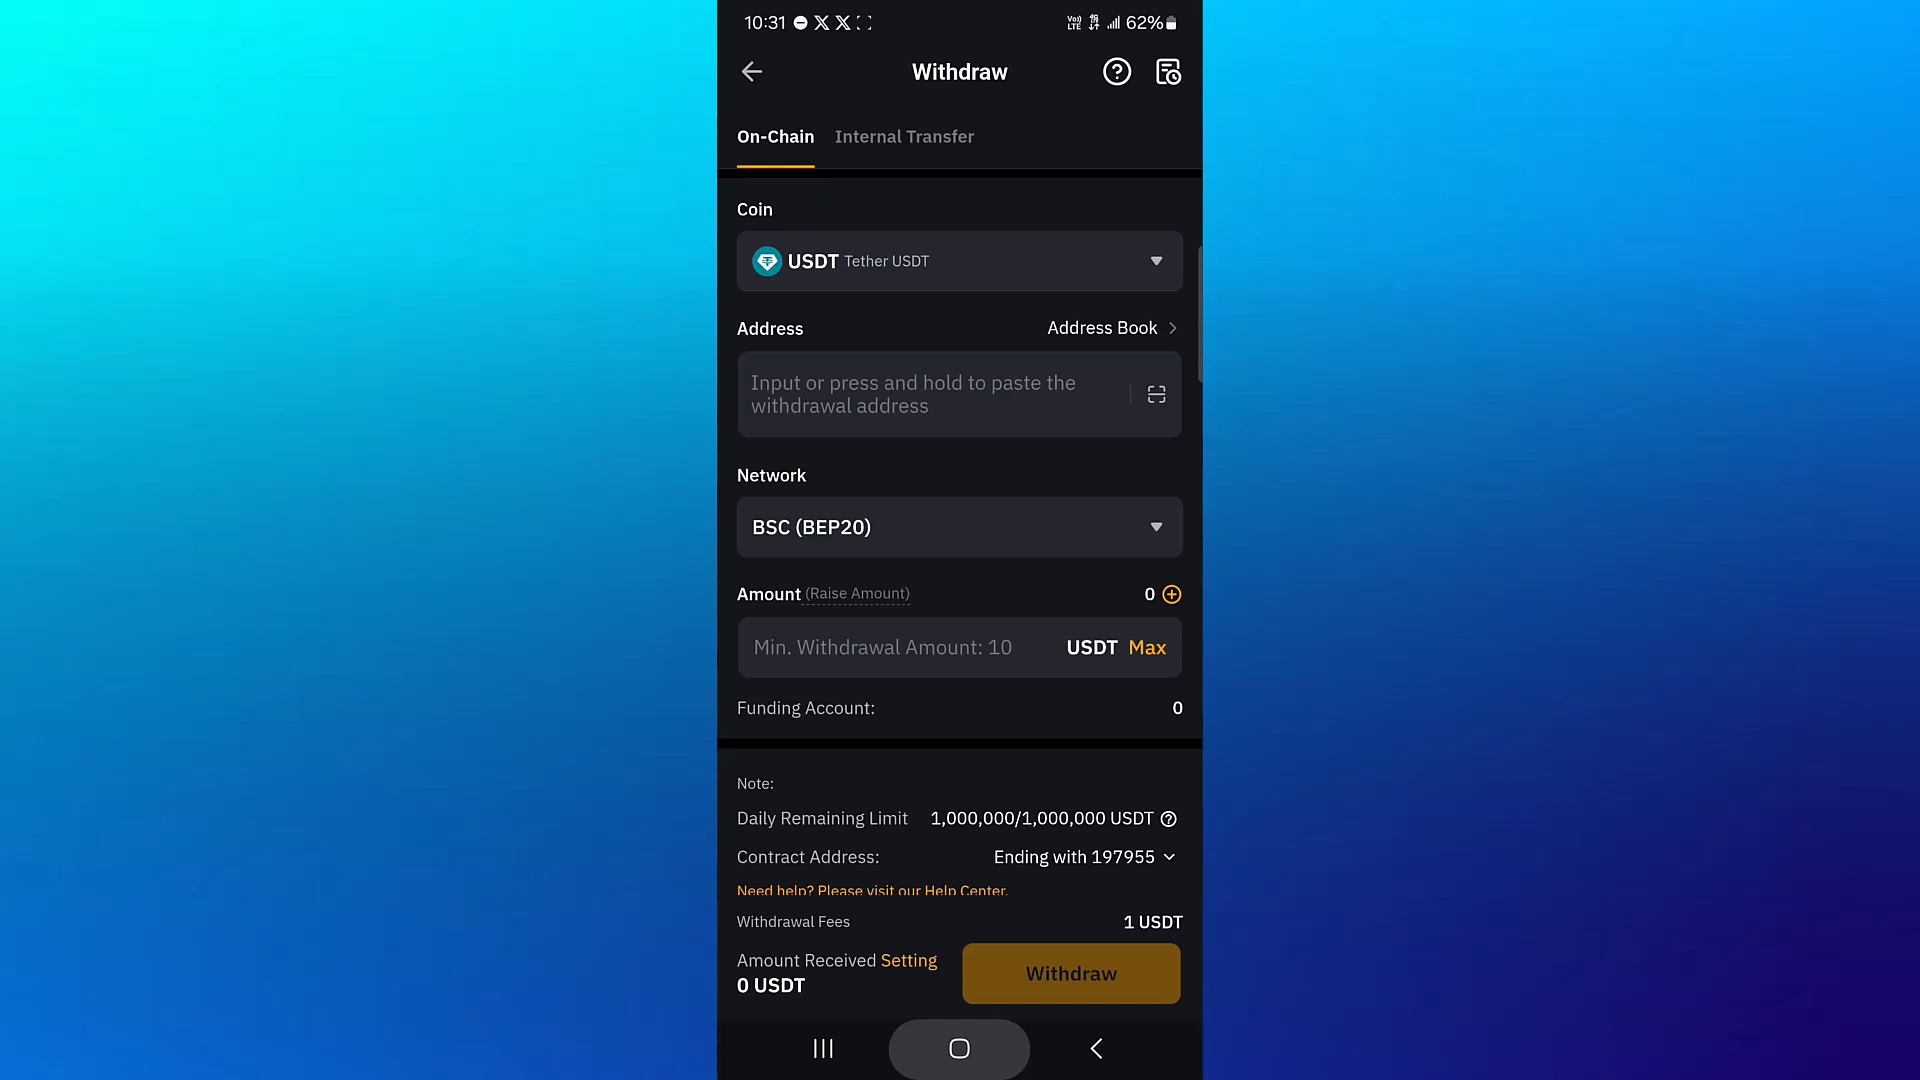 10:31
Vo)) LTE 4G 62%
Withdraw
On-Chain Internal Transfer
Coin
USDT Tether USDT
Address Address Book
Input or press and hold to paste the
withdrawal address
Network
BSC (BEP20)
Amount (Raise Amount) 0
Min. Withdrawal Amount: 10 USDT Max
Funding Account: 0
Note:
Daily Remaining Limit 1,000,000/1,000,000 USDT
Contract Address: Ending with 197955
Need help? Please visit our Help Center.
Withdrawal Fees 1 USDT
Amount Received Setting
0 USDT
Withdraw